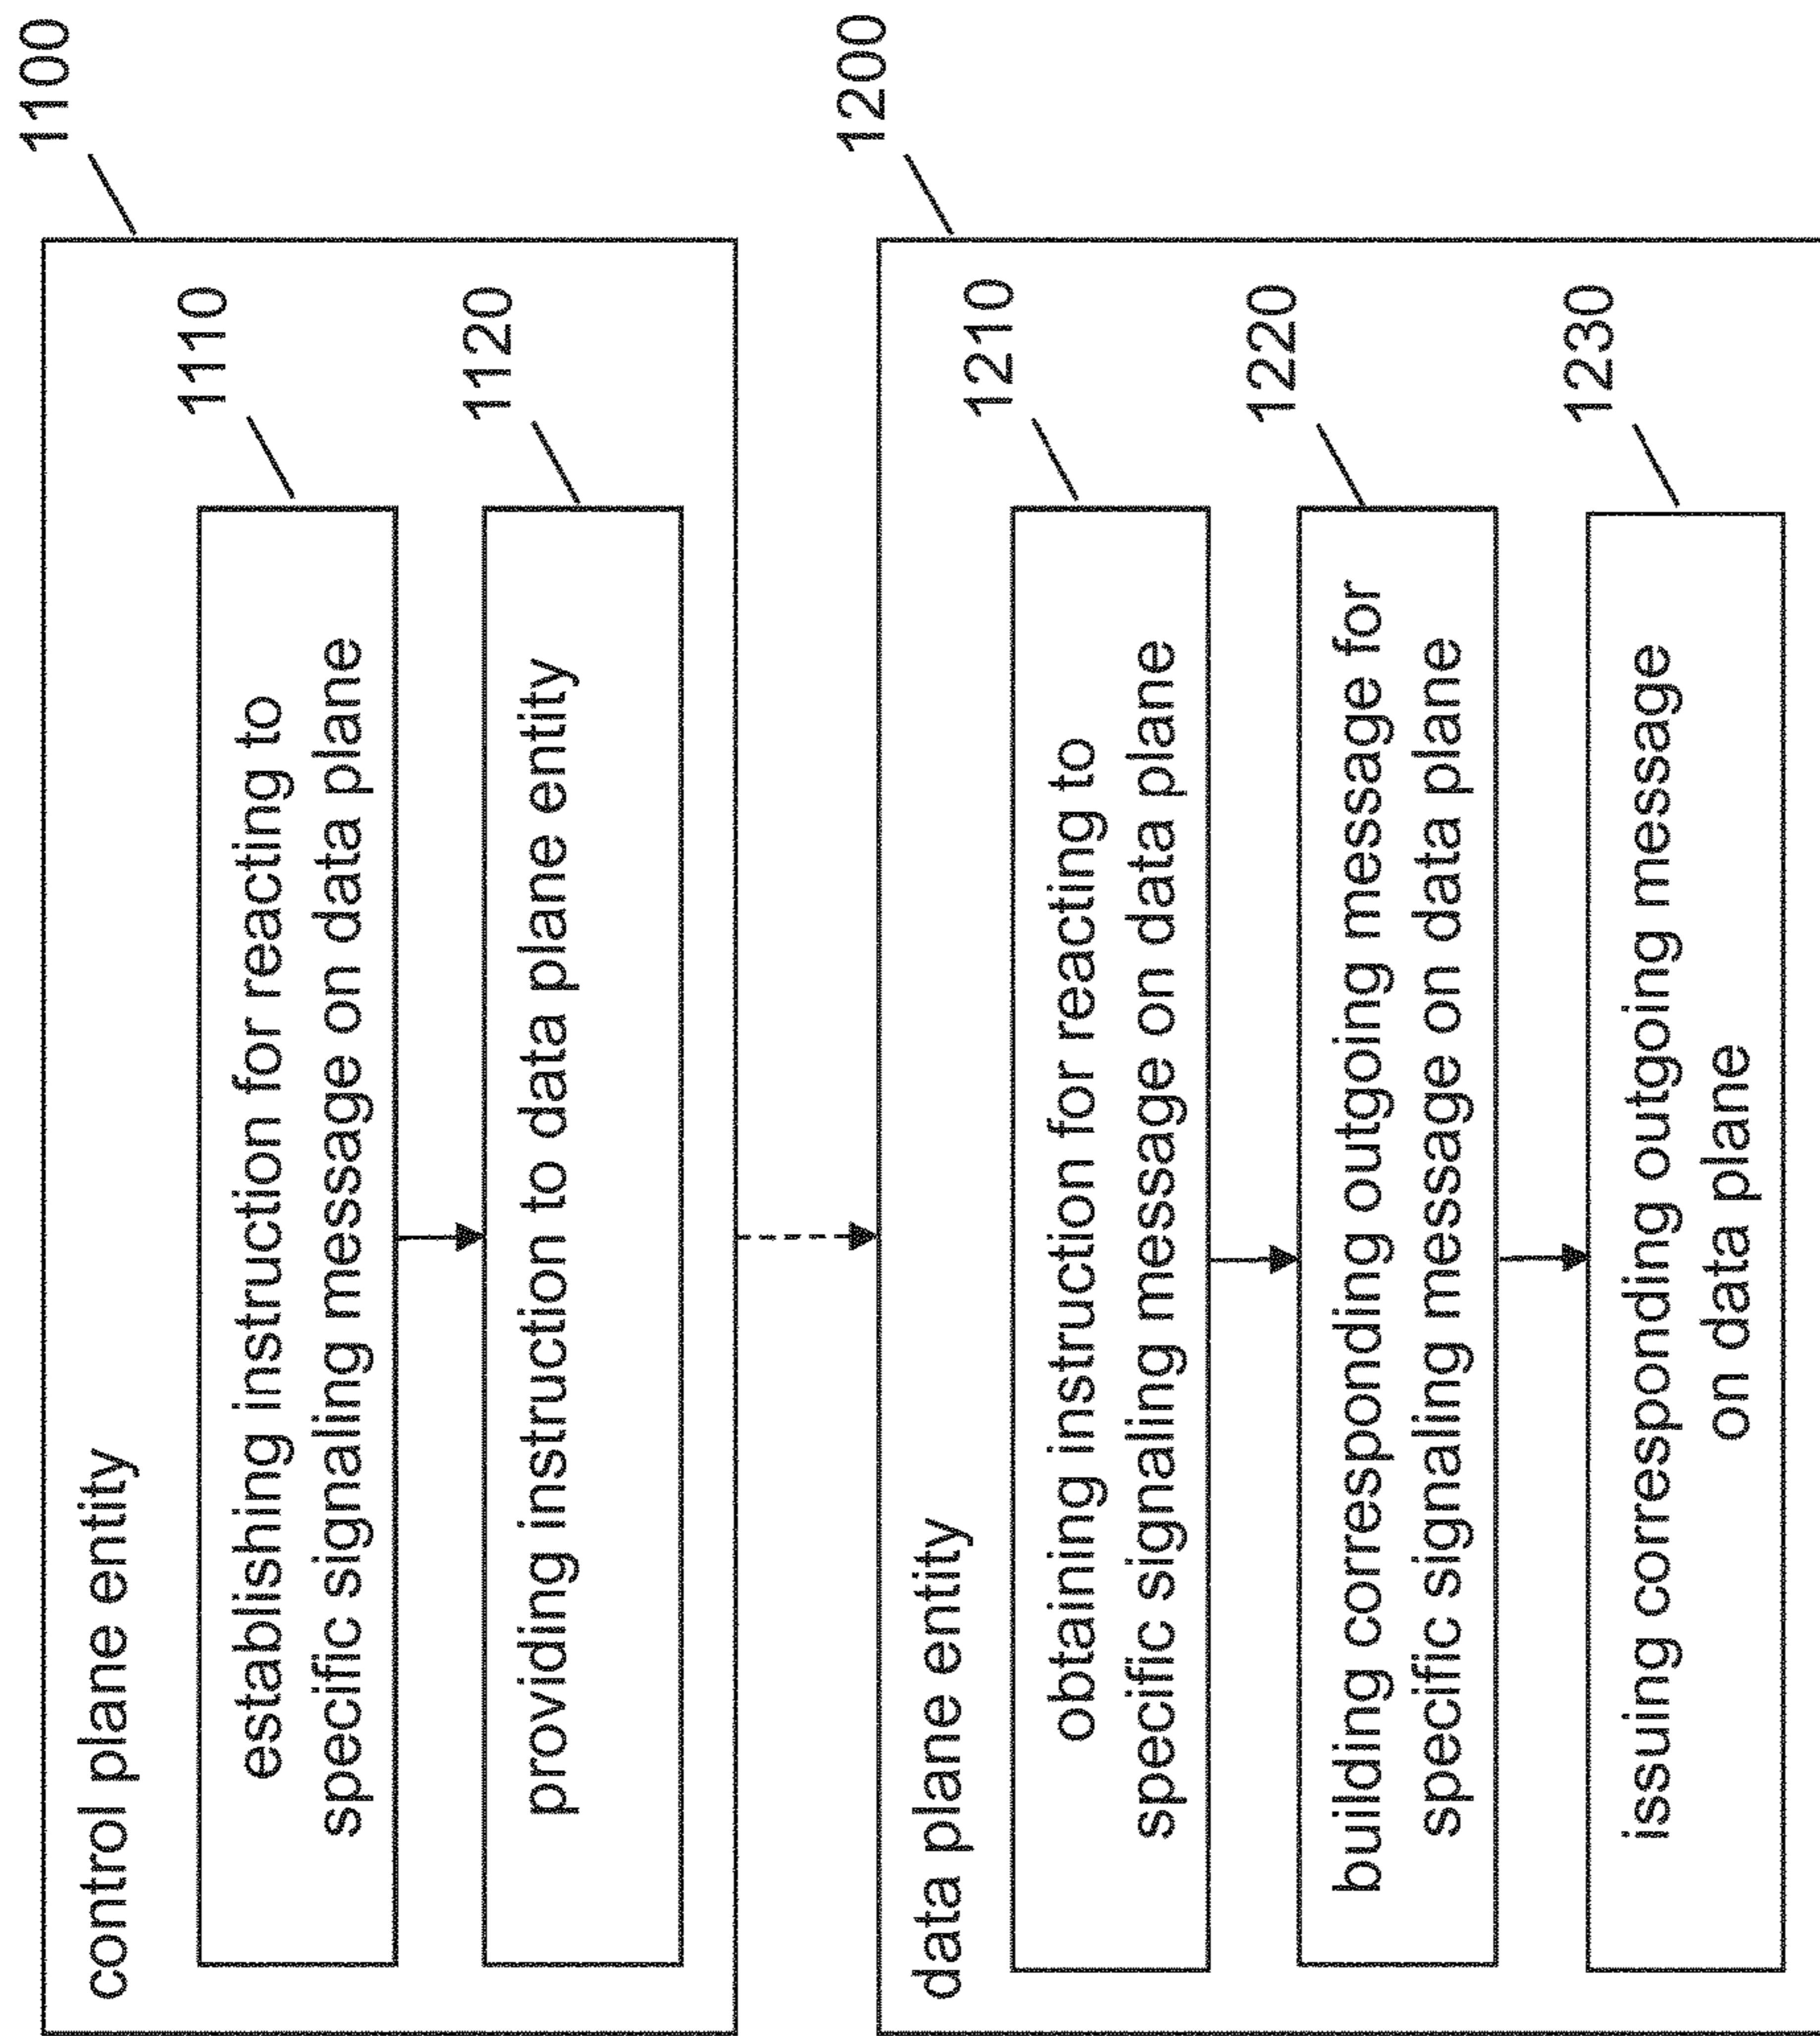 1100
control plane entity
1110
establishing instruction for reacting to
specific signaling message on data plane
1120
providing instruction to data plane entity
1200
data plane entity
1210
obtaining instruction for reacting to
specific signaling message on data plane
1220
building corresponding outgoing message for
specific signaling message on data plane
1230
issuing corresponding outgoing message
on data plane